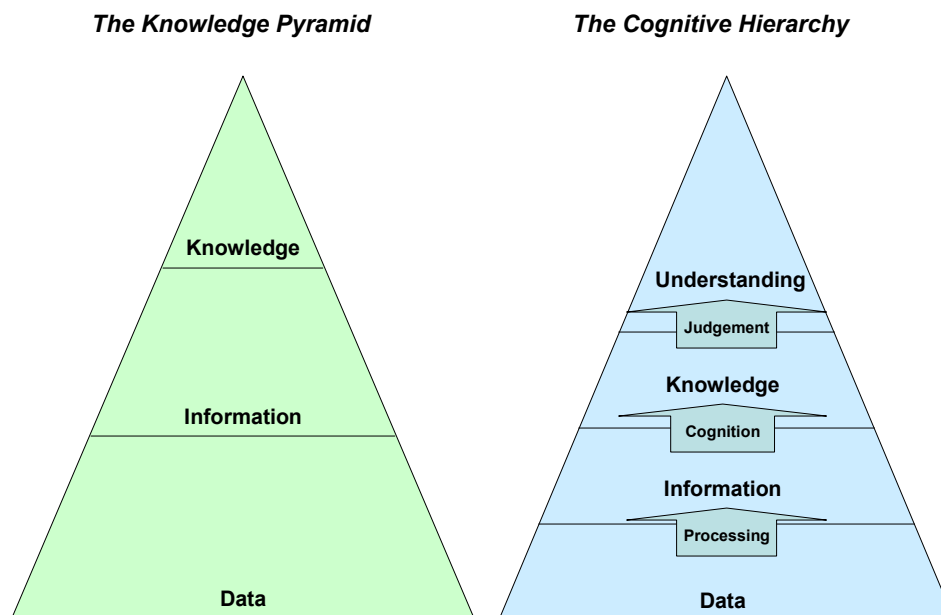 The Knowledge Pyramid
Knowledge
Information
Data
The Cognitive Hierarchy
Understanding
Judgement
Knowledge
Cognition
Information
Processing
Data